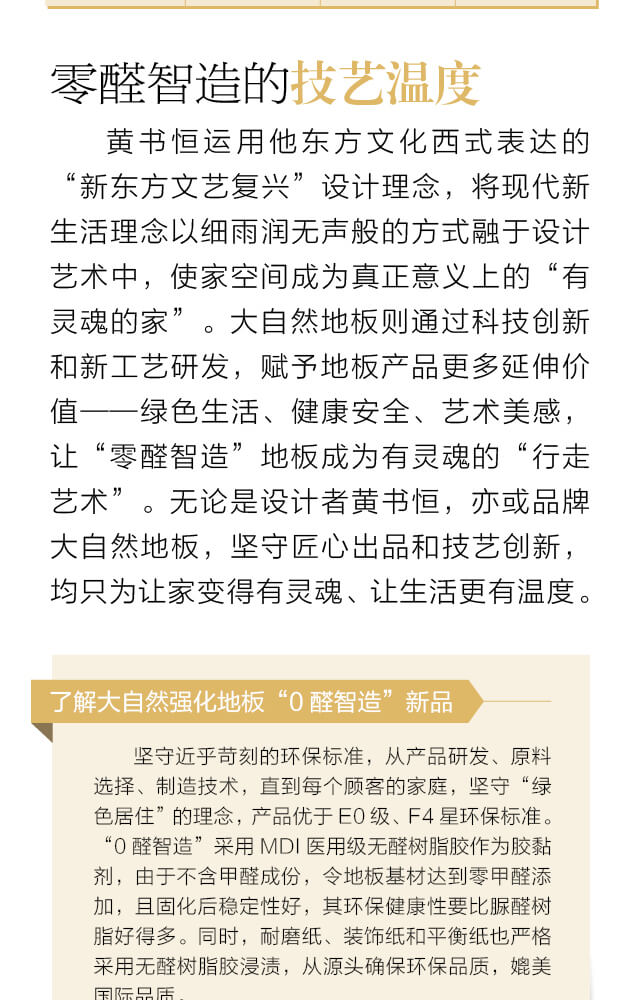 零醛智造的技艺温度
黄书恒运用他东方文化西式表达的
“新东方文艺复兴”设计理念，将现代新
生活理念以细雨润无声般的方式融于设计
艺术中，使家空间成为真正意义上的“有
灵魂的家”。大自然地板则通过科技创新
和新工艺研发，赋予地板产品更多延伸价
值——绿色生活、健康安全、艺术美感，
让“零醛智造”地板成为有灵魂的“行走
艺术”。无论是设计者黄书恒，亦或品牌
大自然地板，坚守匠心出品和技艺创新，
均只为让家变得有灵魂、让生活更有温度。
了解大自然强化地板“0 醛智造”新品
坚守近乎苛刻的环保标准，从产品研发、原料
选择、制造技术，直到每个顾客的家庭，坚守“绿
色居住”的理念，产品优于 E0 级、F4 星环保标准。
“0 醛智造”采用 MDI 医用级无醛树脂胶作为胶黏
剂，由于不含甲醛成份，令地板基材达到零甲醛添
加，且固化后稳定性好，其环保健康性要比脲醛树
脂好得多。同时，耐磨纸、装饰纸和平衡纸也严格
采用无醛树脂胶浸渍，从源头确保环保品质，媲美
国际品质。